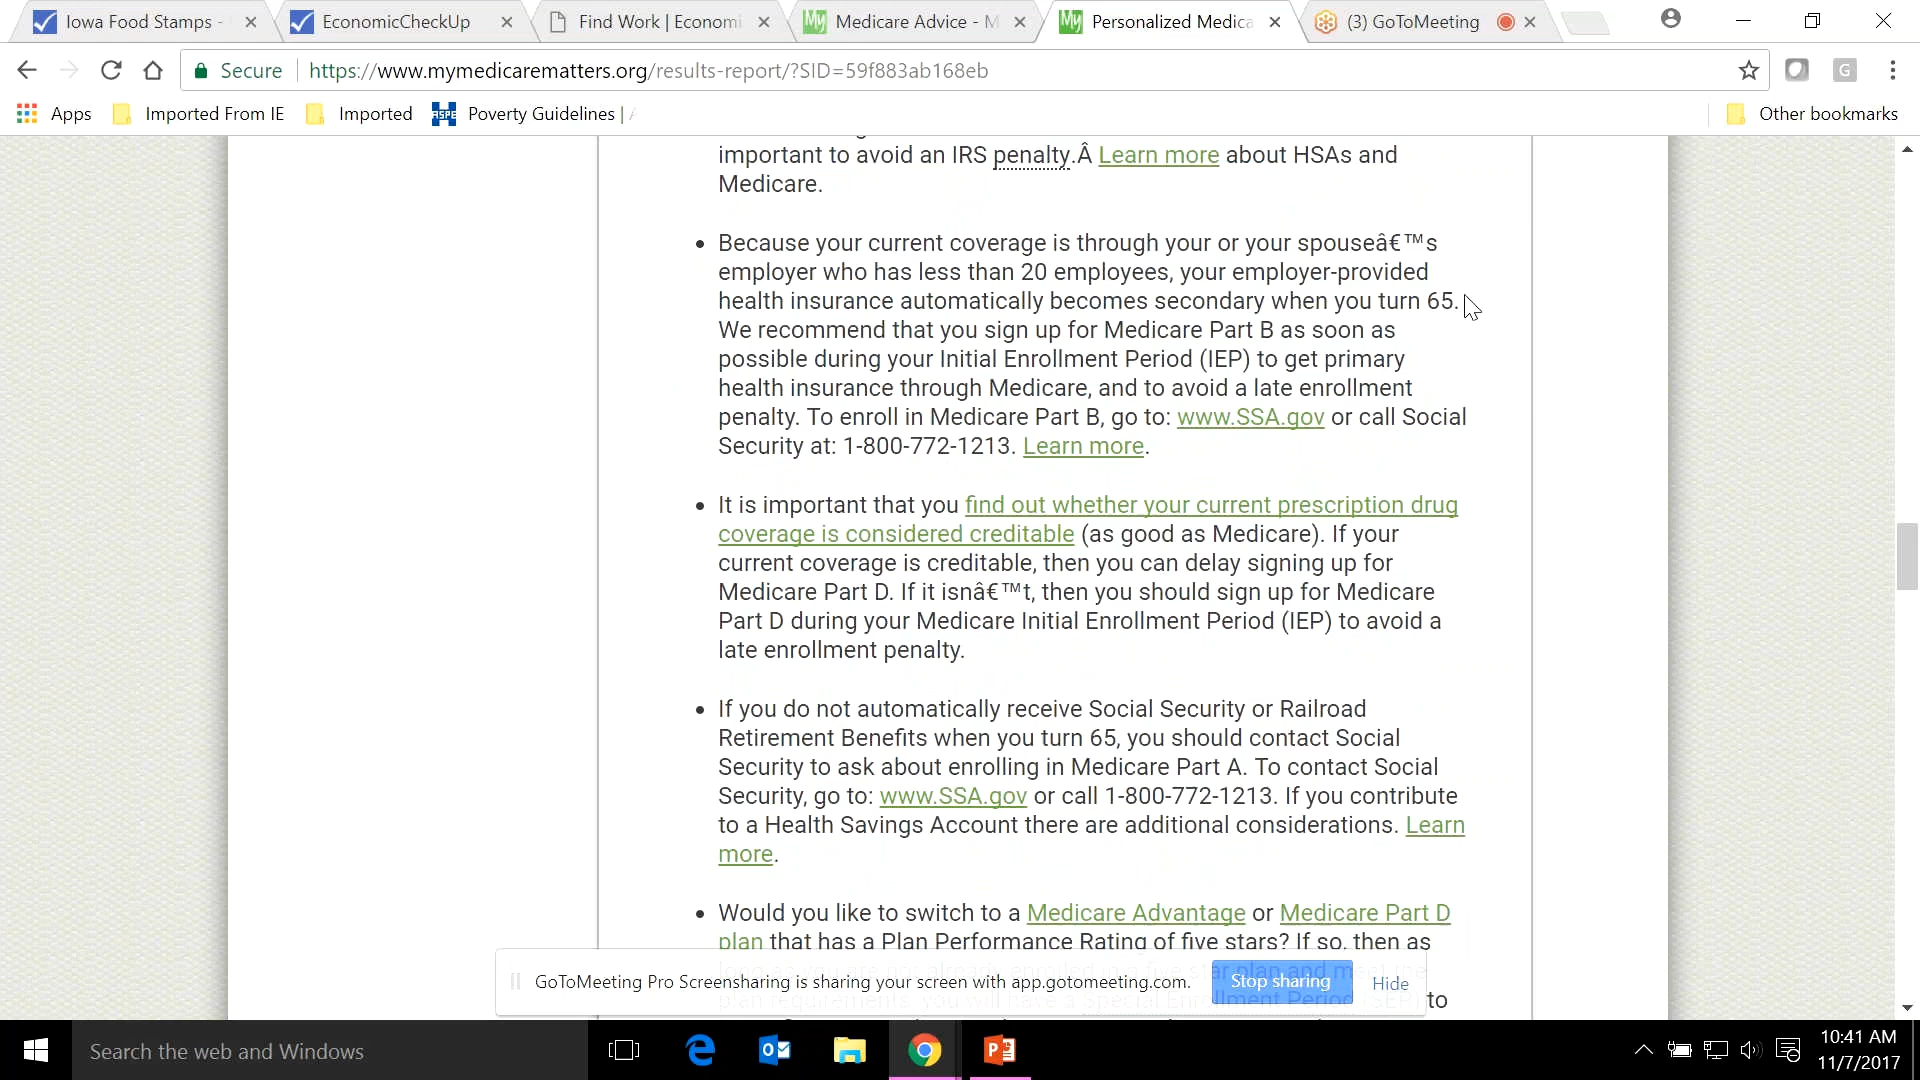 Iowa Food Stamps -
EconomicCheckUp
Find Work | Economi
Medicare Advice - M
Personalized Medica
(3) GoToMeeting
Secure
https://www.mymedicarematters.org/results-report/?SID=59f883ab168eb
G
Apps
Imported From IE
Imported
Poverty Guidelines |
Other bookmarks
important to avoid an IRS penalty.Â Learn more about HSAs and
Medicare.
Because your current coverage is through your or your spouseâ€™s
employer who has less than 20 employees, your employer-provided
health insurance automatically becomes secondary when you turn 65.
We recommend that you sign up for Medicare Part B as soon as
possible during your Initial Enrollment Period (IEP) to get primary
health insurance through Medicare, and to avoid a late enrollment
penalty. To enroll in Medicare Part B, go to: www.SSA.gov or call Social
Security at: 1-800-772-1213. Learn more.
It is important that you find out whether your current prescription drug
coverage is considered creditable (as good as Medicare). If your
current coverage is creditable, then you can delay signing up for
Medicare Part D. If it isnâ€™t, then you should sign up for Medicare
Part D during your Medicare Initial Enrollment Period (IEP) to avoid a
late enrollment penalty.
If you do not automatically receive Social Security or Railroad
Retirement Benefits when you turn 65, you should contact Social
Security to ask about enrolling in Medicare Part A. To contact Social
Security, go to: www.SSA.gov or call 1-800-772-1213. If you contribute
to a Health Savings Account there are additional considerations. Learn
more.
Would you like to switch to a Medicare Advantage or Medicare Part D
plan that has a Plan Performance Rating of five stars? If so, then as
GoToMeeting Pro Screensharing is sharing your screen with app.gotomeeting.com.
Stop sharing
Hide
plan requirements, you will have a Special Enrollment Period (SEP) to
Search the web and Windows
10:41 AM
11/7/2017